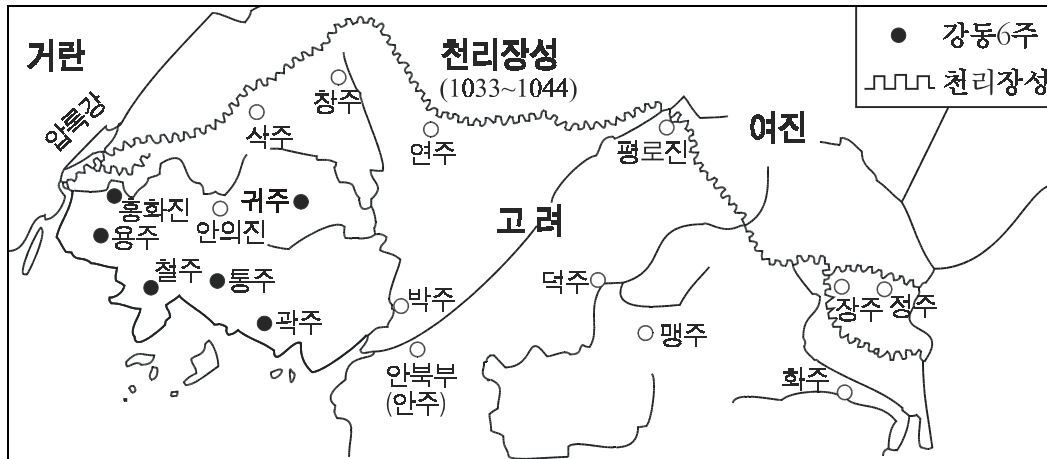 거란
천리장성
(1033~1044)
강동6주
천리장성
압록강
창주
삭주
연주
평로진
여진
흥화진
귀주
안의진
용주
고 려
철주
통주
덕주
박주
장주
정주
곽주
맹주
안북부
(안주)
화주